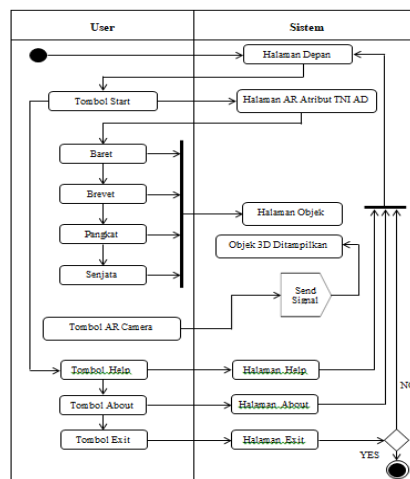 User Sistem
Halaman Depan
Tombol Start Halaman AR Atribut TNI AD
Baret
Brevet
Pangkat Halaman Objek
Senjata Objek 3D Ditampilkan
Send
Signal
Tombol AR Camera
Tombol Help Halaman Help
Tombol About Halaman About
NO
Tombol Exit Halaman Exit
YES